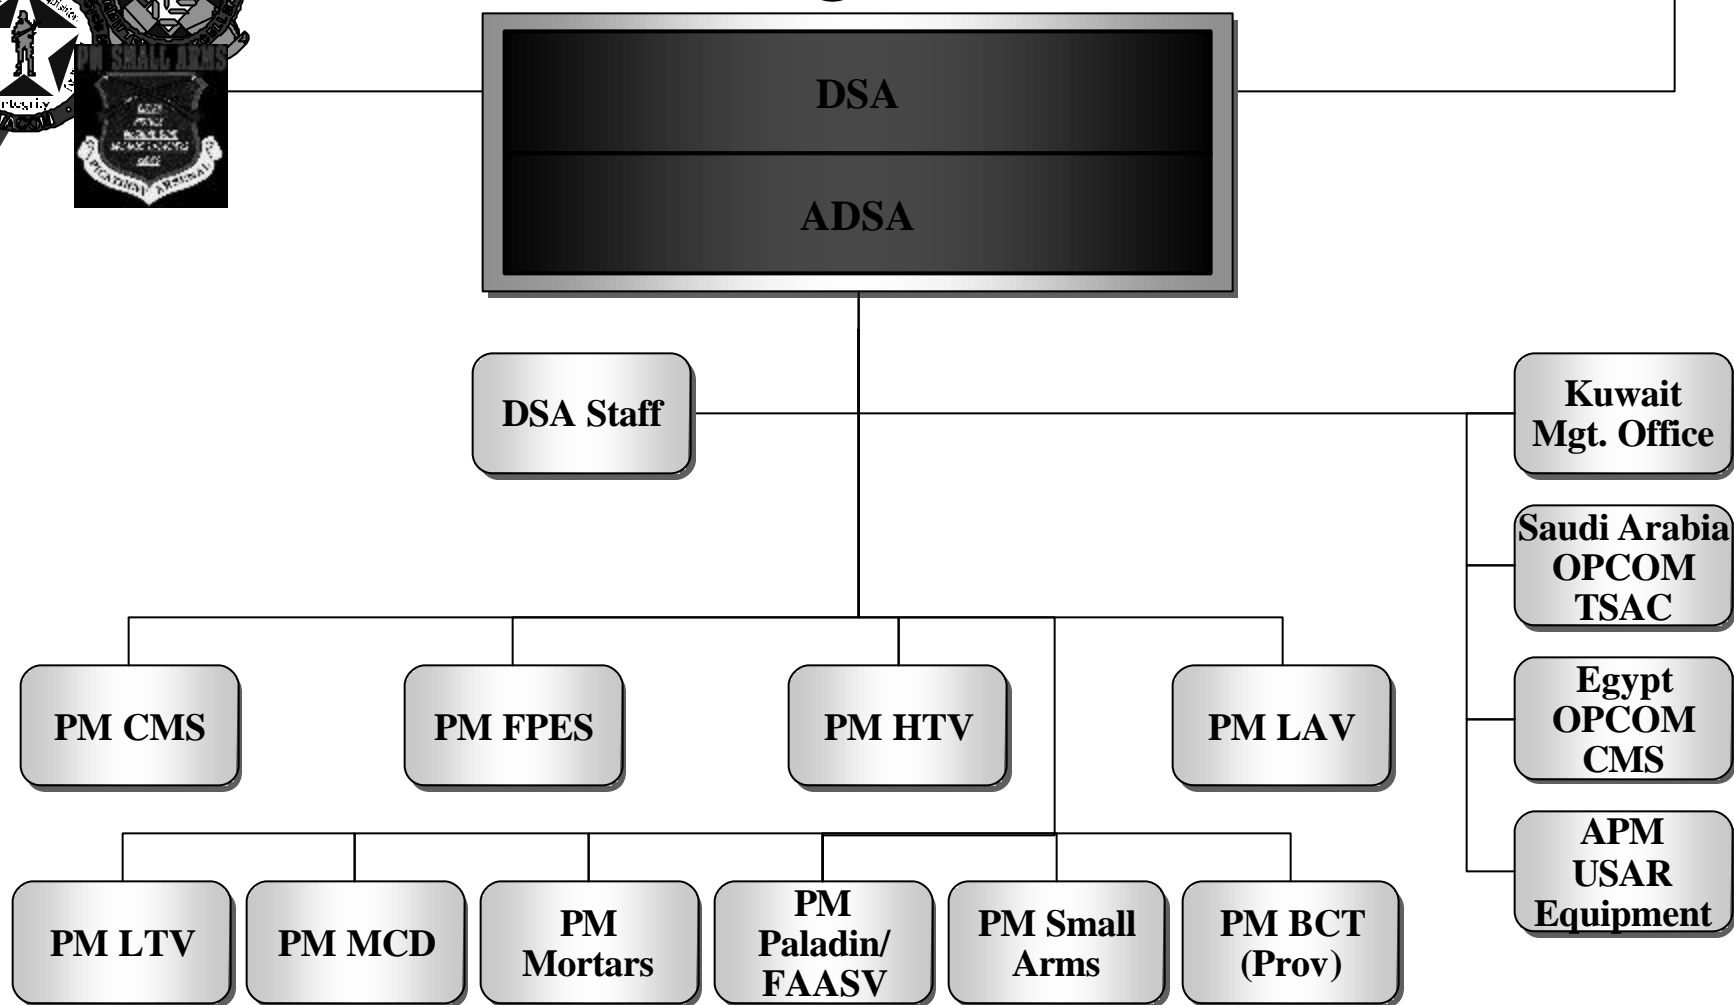 PM SMALL ARMS
PICATINNY ARSENAL
DSA
ADSA
DSA Staff
Kuwait
Mgt. Office
Saudi Arabia
OPCOM
TSAC
Egypt
OPCOM
CMS
APM
USAR
Equipment
PM CMS
PM FPES
PM HTV
PM LAV
PM LTV
PM MCD
PM
Mortars
PM
Paladin/
FAASV
PM Small
Arms
PM BCT
(Prov)